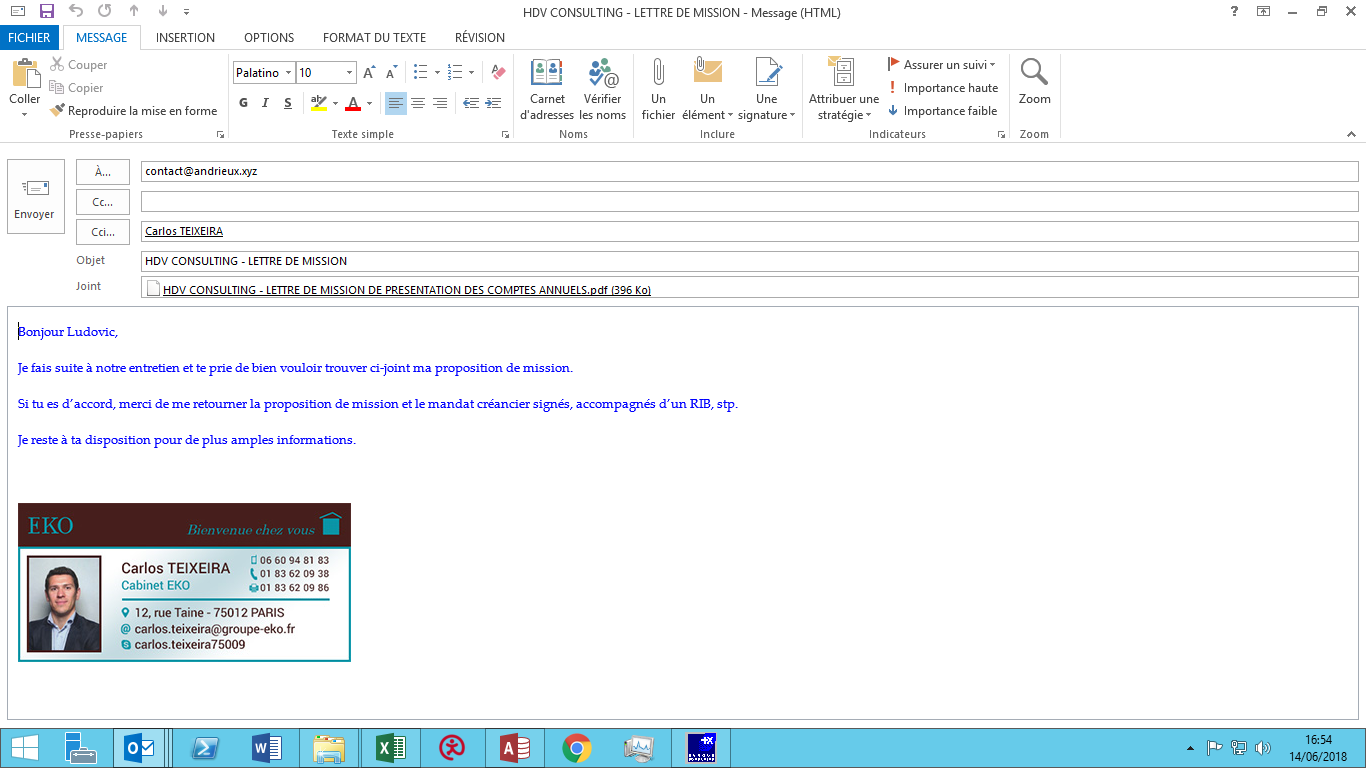 HDV CONSULTING - LETTRE DE MISSION - Message (HTML)
FICHIER MESSAGE INSERTION OPTIONS FORMAT DU TEXTE RÉVISION
Coller
Couper
Copier
Reproduire la mise en forme
Presse-papiers
Palatino 10
G I S
Texte simple
Carnet d'adresses
Vérifier les noms
Noms
Un fichier
Un élément
Une signature
Inclure
Attribuer une stratégie
Assurer un suivi
Importance haute
Importance faible
Indicateurs
Zoom
Zoom
Envoyer
À... contact@andrieux.xyz
Cc...
Cci... Carlos TEIXEIRA
Objet HDV CONSULTING - LETTRE DE MISSION
Joint HDV CONSULTING - LETTRE DE MISSION DE PRESENTATION DES COMPTES ANNUELS.pdf (396 Ko)
Bonjour Ludovic,
Je fais suite à notre entretien et te prie de bien vouloir trouver ci-joint ma proposition de mission.
Si tu es d’accord, merci de me retourner la proposition de mission et le mandat créancier signés, accompagnés d’un RIB, stp.
Je reste à ta disposition pour de plus amples informations.
EKO Bienvenue chez vous
Carlos TEIXEIRA
Cabinet EKO
06 60 94 81 83
01 83 62 09 38
01 83 62 09 86
12, rue Taine - 75012 PARIS
carlos.teixeira@groupe-eko.fr
carlos.teixeira75009
16:54
14/06/2018